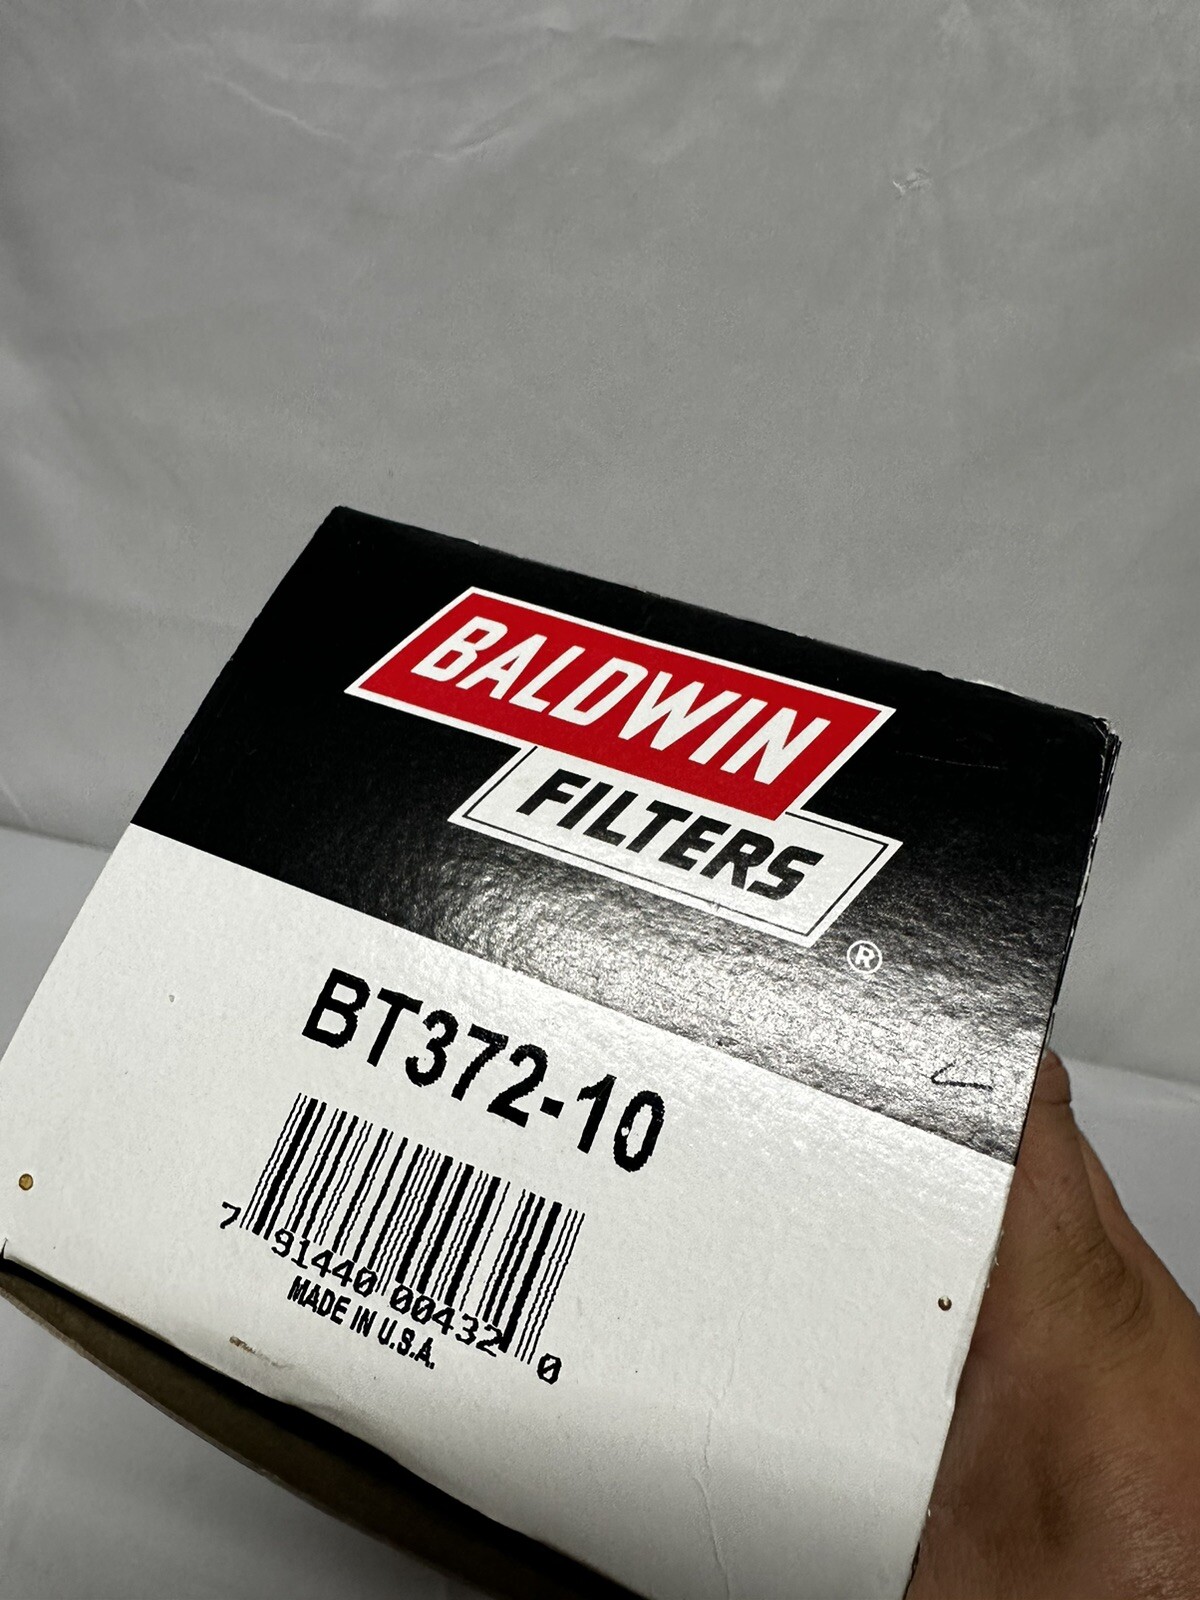 BALDWIN
FILTERS
®
BT372-10
7 91440 00432 0
MADE IN U.S.A.